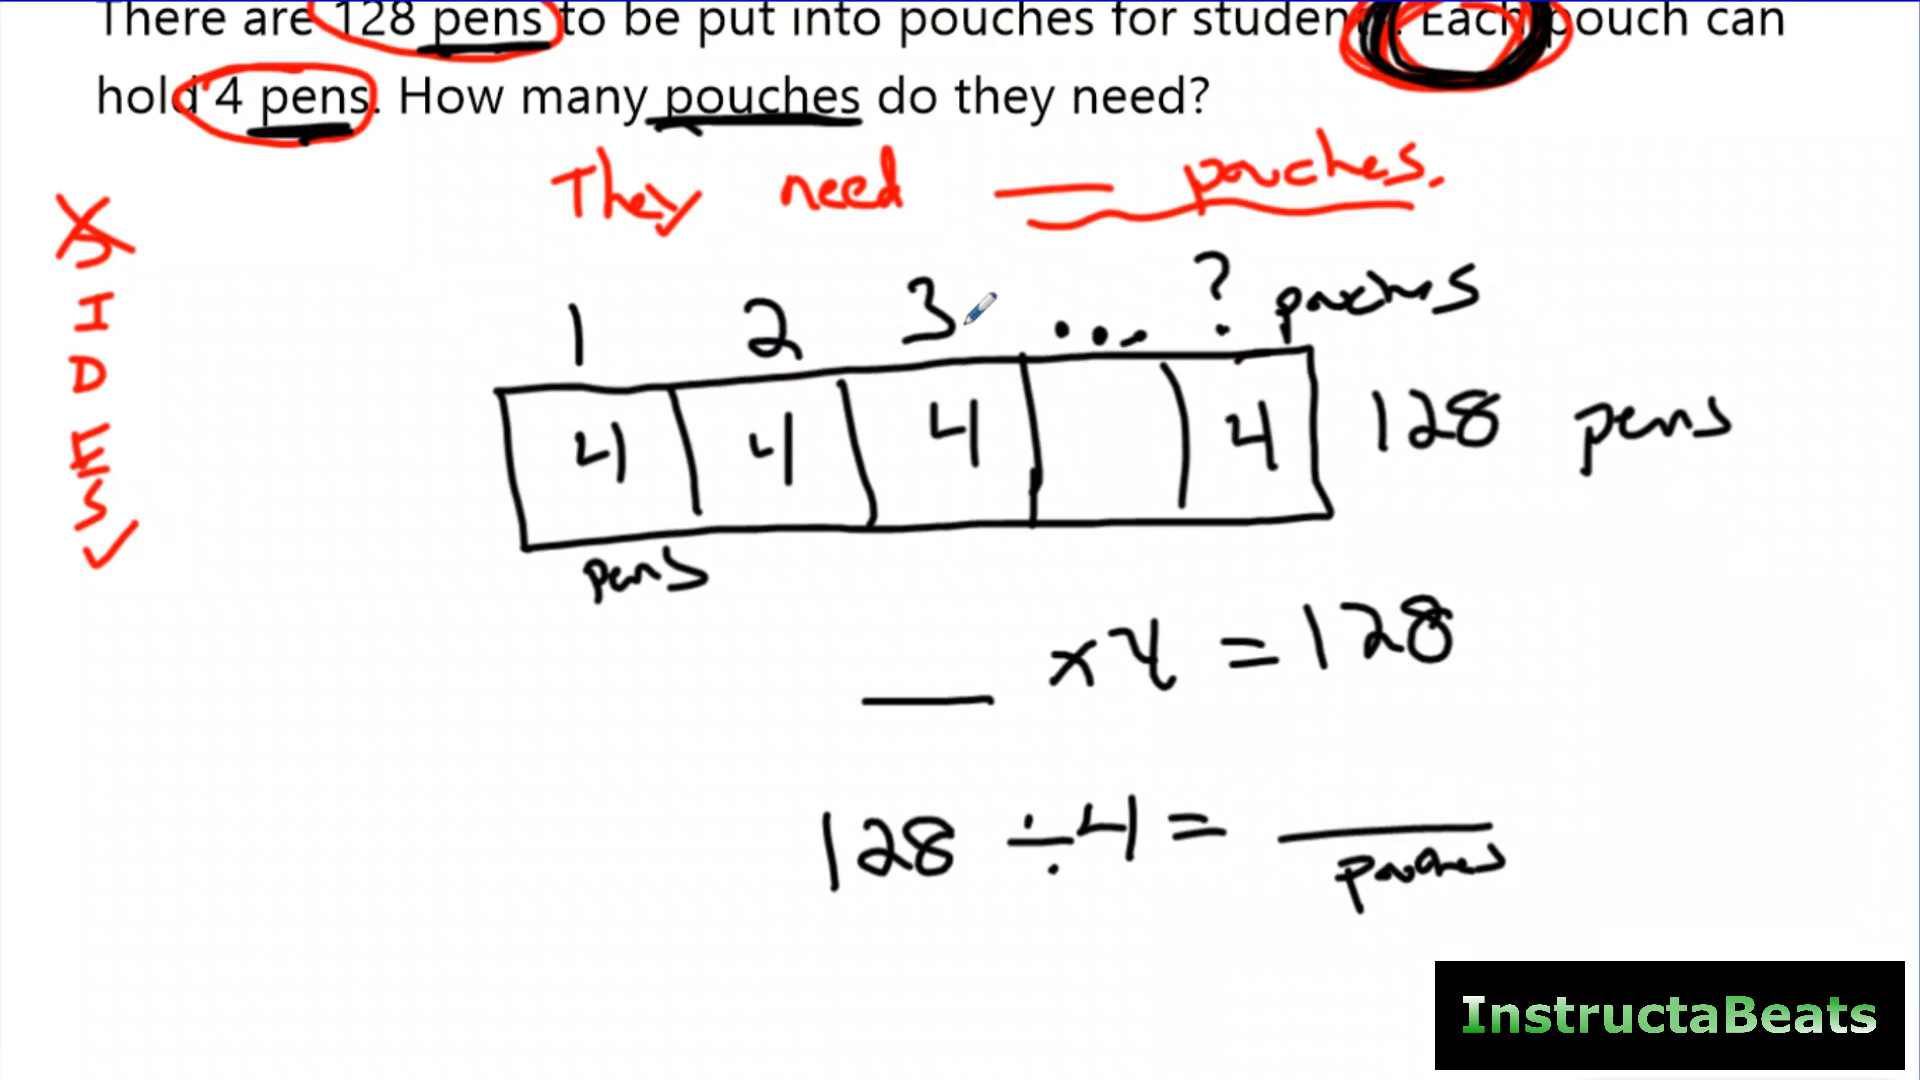 There are 128 pens to be put into pouches for student. Each pouch can
hold 4 pens. How many pouches do they need?
They need ___ pouches.
I
D
E
S
1 2 3 ... ? pouches
4 4 4 4 128 pens
pens
___ x 4 = 128
128 ÷ 4 = ___
pouches
InstructaBeats